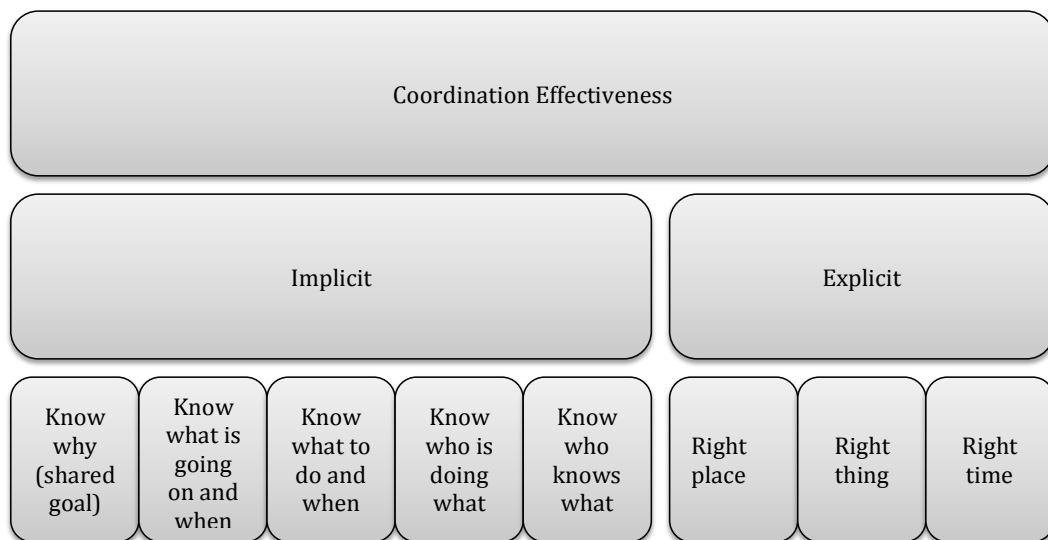 Coordination Effectiveness
Implicit
Explicit
Know
why
(shared
goal)
Know
what is
going
on and
when
Know
what to
do and
when
Know
who is
doing
what
Know
who
knows
what
Right
place
Right
thing
Right
time